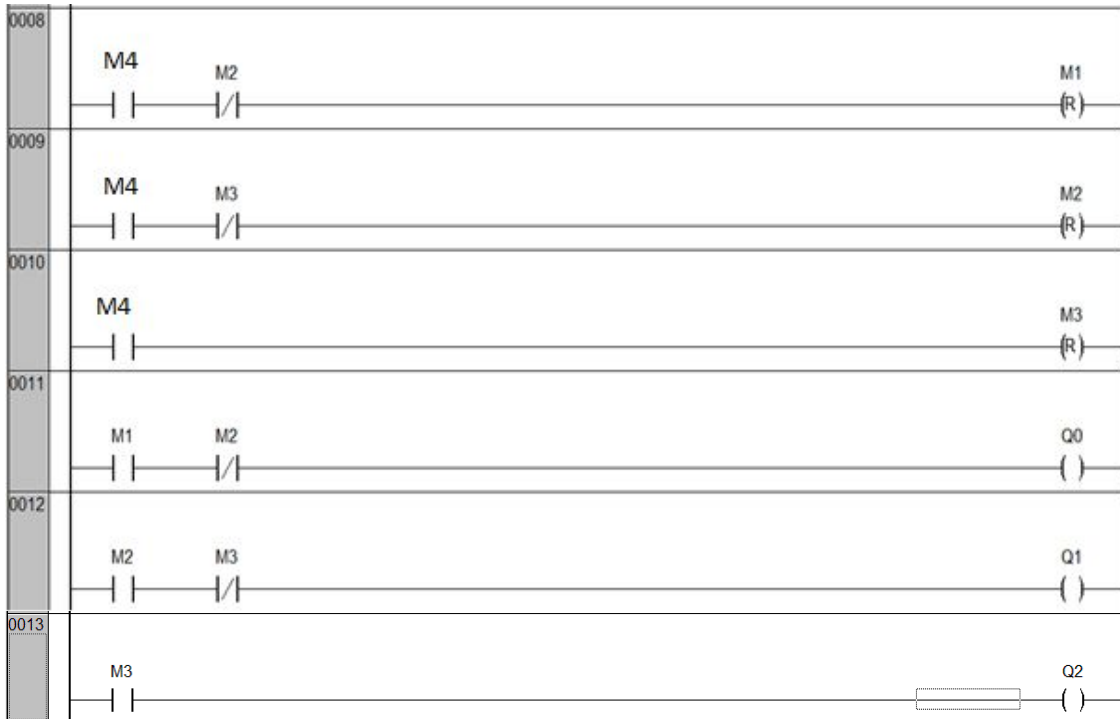 0008
M4 M2 M1
(R)
0009
M4 M3 M2
(R)
0010
M4 M3
(R)
0011
M1 M2 Q0
0012
M2 M3 Q1
0013
M3 Q2